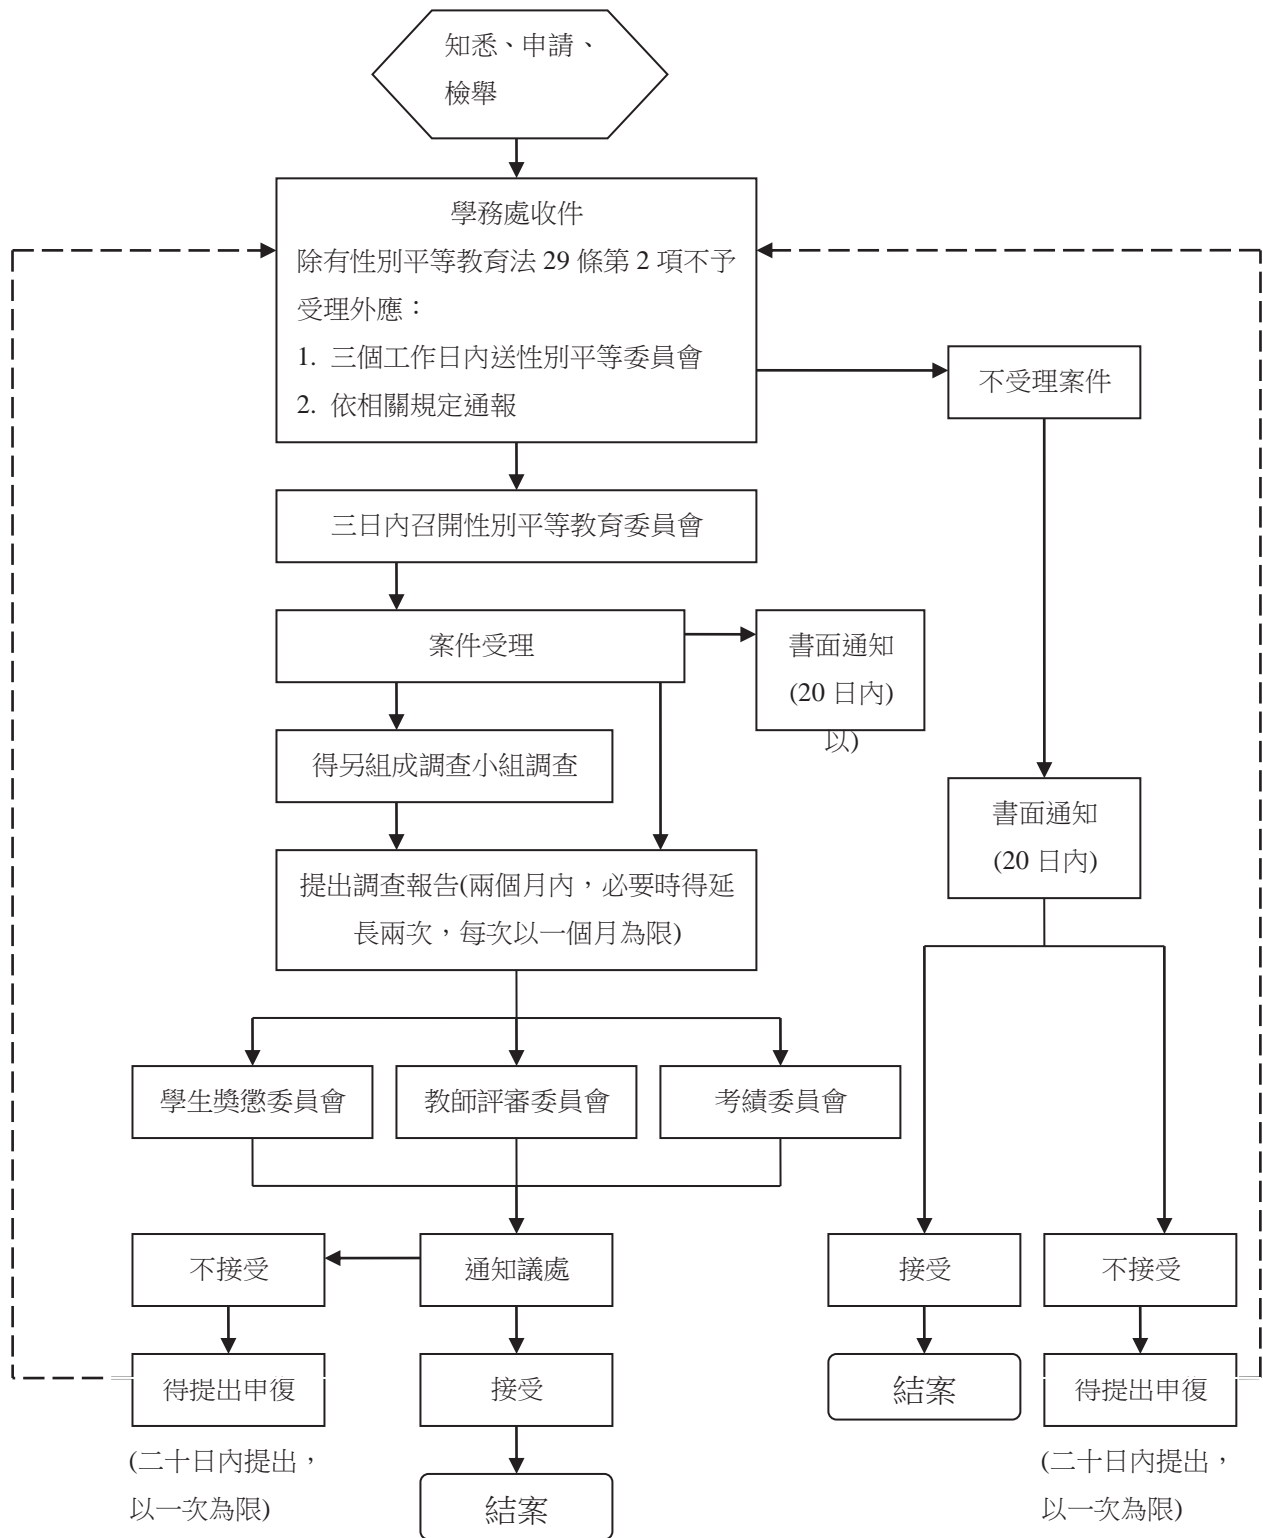 知悉、申請、
檢舉
學務處收件
除有性別平等教育法 29 條第 2 項不予
受理外應：
1. 三個工作日內送性別平等委員會
2. 依相關規定通報
不受理案件
三日內召開性別平等教育委員會
案件受理
書面通知
(20 日內)
以)
得另組成調查小組調查
書面通知
(20 日內)
提出調查報告(兩個月內，必要時得延
長兩次，每次以一個月為限)
學生獎懲委員會
教師評審委員會
考績委員會
不接受
通知議處
接受
不接受
得提出申復
接受
結案
得提出申復
(二十日內提出，
以一次為限)
結案
(二十日內提出，
以一次為限)